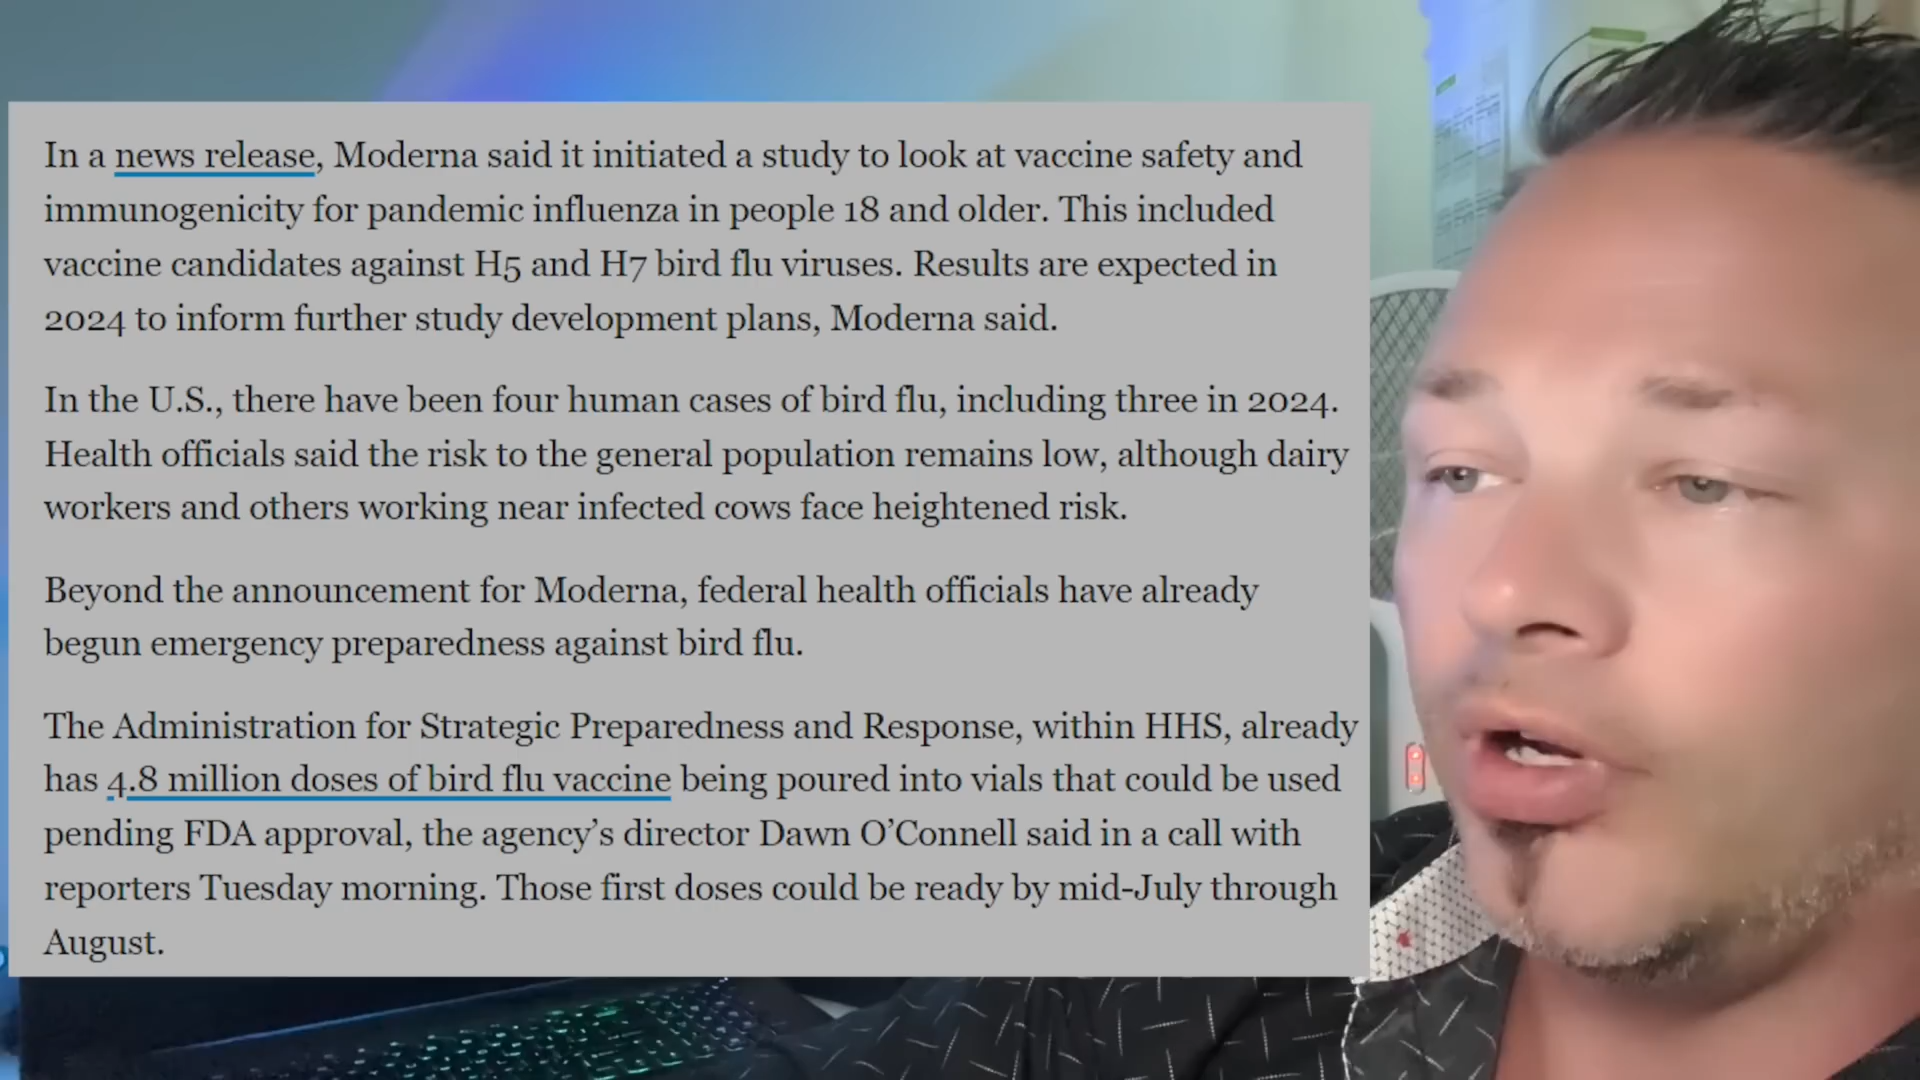 In a news release, Moderna said it initiated a study to look at vaccine safety and
immunogenicity for pandemic influenza in people 18 and older. This included
vaccine candidates against H5 and H7 bird flu viruses. Results are expected in
2024 to inform further study development plans, Moderna said.
In the U.S., there have been four human cases of bird flu, including three in 2024.
Health officials said the risk to the general population remains low, although dairy
workers and others working near infected cows face heightened risk.
Beyond the announcement for Moderna, federal health officials have already
begun emergency preparedness against bird flu.
The Administration for Strategic Preparedness and Response, within HHS, already
has 4.8 million doses of bird flu vaccine being poured into vials that could be used
pending FDA approval, the agency’s director Dawn O’Connell said in a call with
reporters Tuesday morning. Those first doses could be ready by mid-July through
August.